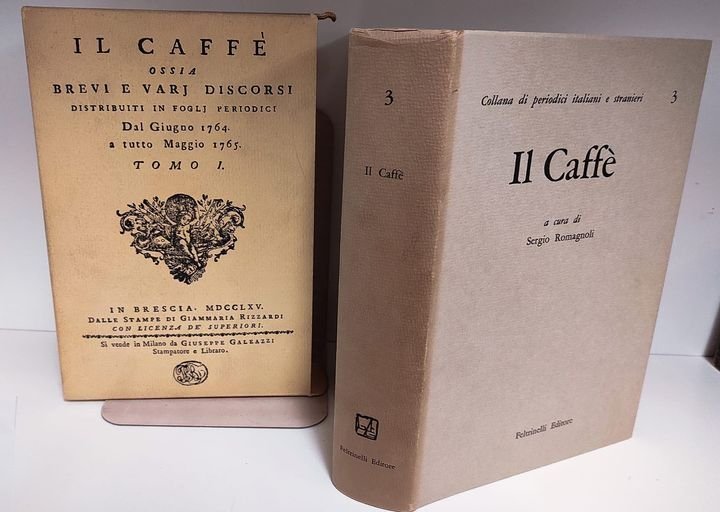 IL CAFFÈ
OSSIA
BREVI E VARJ DISCORSI
DISTRIBUITI IN FOGLJ PERIODICI
Dal Giugno 1764.
a tutto Maggio 1765.
TOMO I.
IN BRESCIA. MDCCLXV.
DALLE STAMPE DI GIAMMARIA RIZZARDI
CON LICENZA DE' SUPERIORI.
Si vende in Milano da GIUSEPPE GALEAZZI
Stampatore e Libraro.
3
Il Caffè
Feltrinelli Editore
Collana di periodici italiani e stranieri 3
Il Caffè
a cura di
Sergio Romagnoli
Feltrinelli Editore